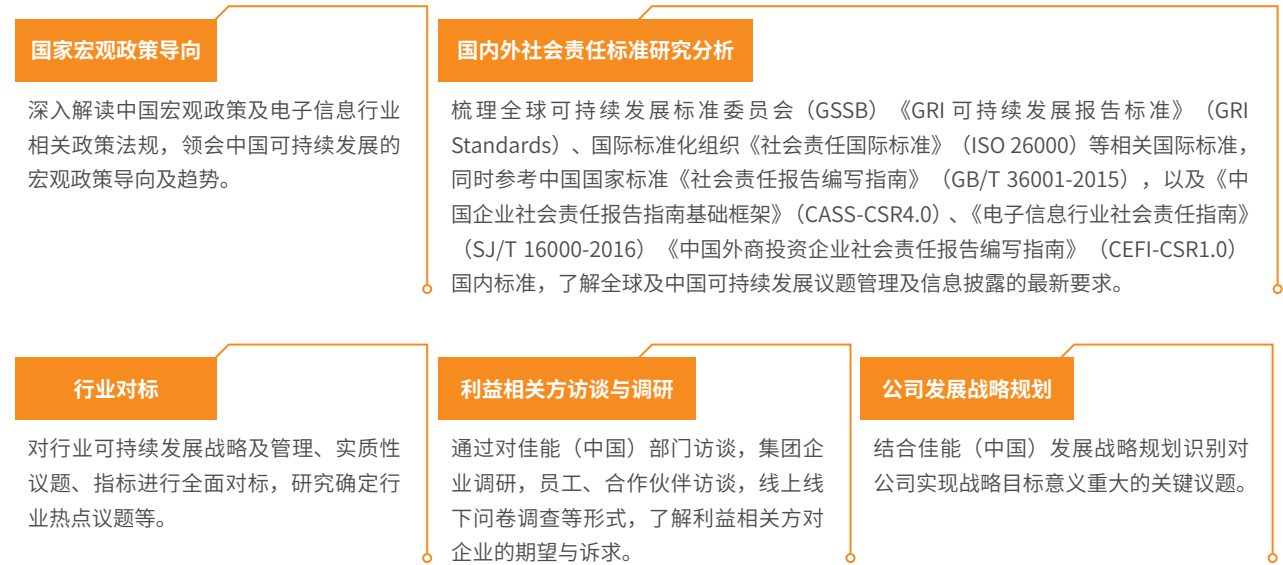 国家宏观政策导向
深入解读中国宏观政策及电子信息行业
相关政策法规，领会中国可持续发展的
宏观政策导向及趋势。
国内外社会责任标准研究分析
梳理全球可持续发展标准委员会（GSSB）《GRI 可持续发展报告标准》（GRI
Standards）、国际标准化组织《社会责任国际标准》（ISO 26000）等相关国际标准，
同时参考中国国家标准《社会责任报告编写指南》（GB/T 36001-2015），以及《中
国企业社会责任报告指南基础框架》（CASS-CSR4.0）、《电子信息行业社会责任指南》
（SJ/T 16000-2016）《中国外商投资企业社会责任报告编写指南》（CEFI-CSR1.0）
国内标准，了解全球及中国可持续发展议题管理及信息披露的最新要求。
行业对标
对行业可持续发展战略及管理、实质性
议题、指标进行全面对标，研究确定行
业热点议题等。
利益相关方访谈与调研
通过对佳能（中国）部门访谈，集团企
业调研，员工、合作伙伴访谈，线上线
下问卷调查等形式，了解利益相关方对
企业的期望与诉求。
公司发展战略规划
结合佳能（中国）发展战略规划识别对
公司实现战略目标意义重大的关键议题。